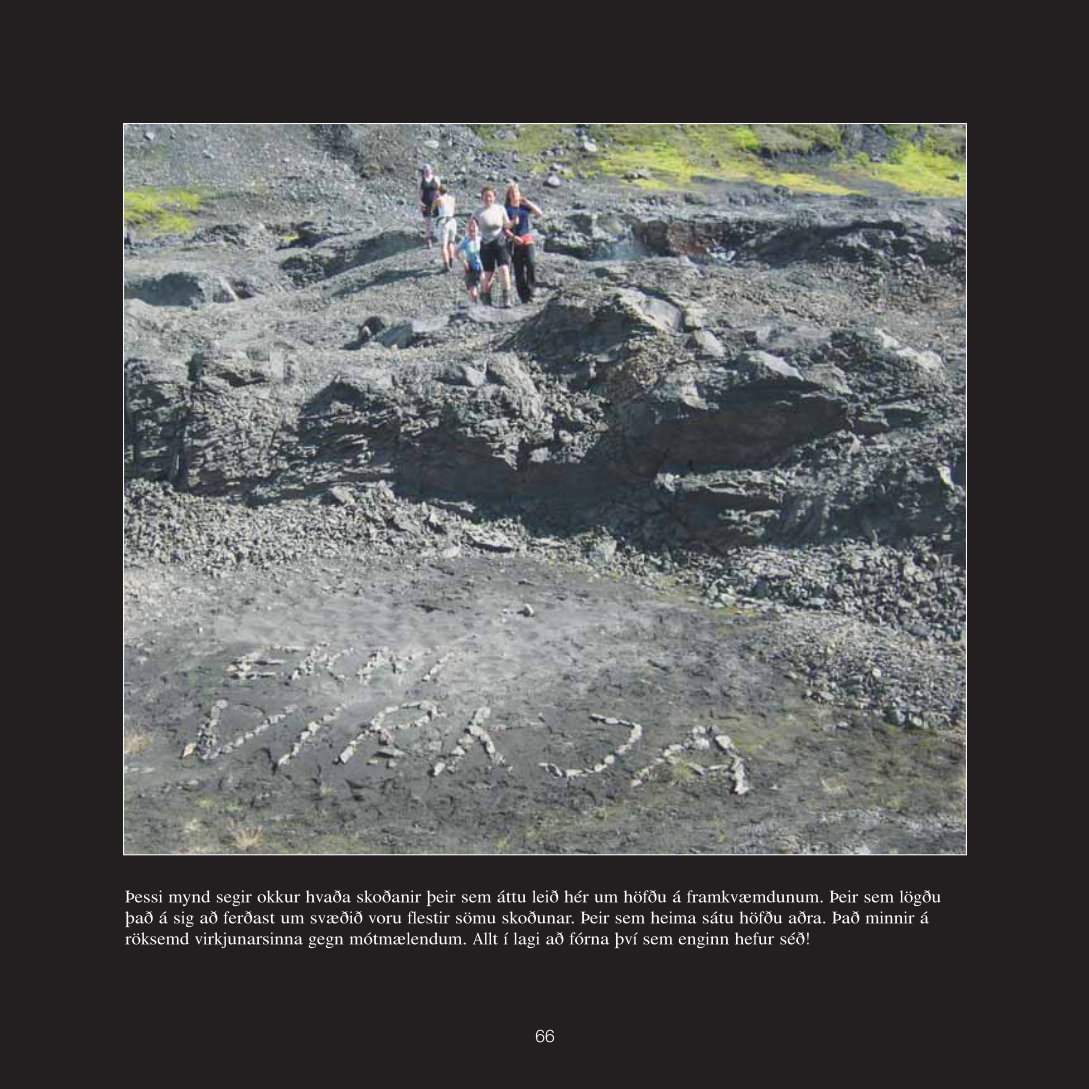 EKKI
VIRKJA
Þessi mynd segir okkur hvaða skoðanir þeir sem áttu leið hér um höfðu á framkvæmdunum. Þeir sem lögðu
það á sig að ferðast um svæðið voru flestir sömu skoðunar. Þeir sem heima sátu höfðu aðra. Það minnir á
röksemd virkjunarsinna gegn mótmælendum. Allt í lagi að fórna því sem enginn hefur séð!
66